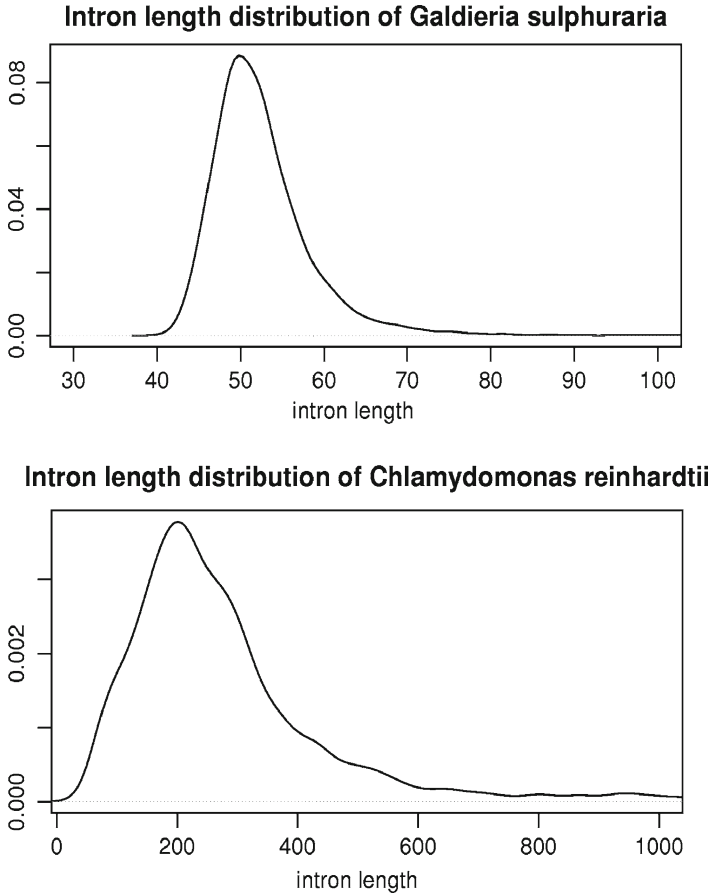 Intron length distribution of Galdieria sulphuraria
0.08
0.04
0.00
30 40 50 60 70 80 90 100
intron length
Intron length distribution of Chlamydomonas reinhardtii
0.002
0.000
0 200 400 600 800 1000
intron length